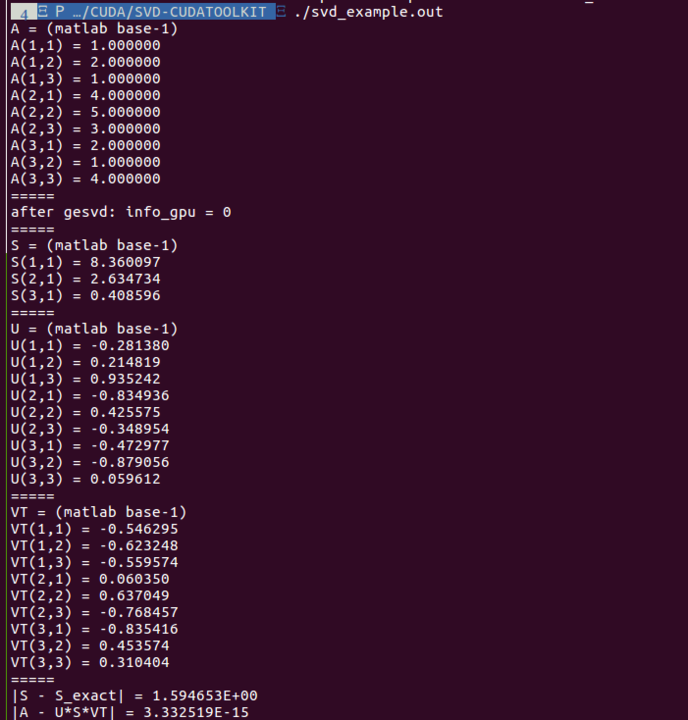 4 P …/CUDA/SVD-CUDATOOLKIT ./svd_example.out
A = (matlab base-1)
A(1,1) = 1.000000
A(1,2) = 2.000000
A(1,3) = 1.000000
A(2,1) = 4.000000
A(2,2) = 5.000000
A(2,3) = 3.000000
A(3,1) = 2.000000
A(3,2) = 1.000000
A(3,3) = 4.000000
=====
after gesvd: info_gpu = 0
=====
S = (matlab base-1)
S(1,1) = 8.360097
S(2,1) = 2.634734
S(3,1) = 0.408596
=====
U = (matlab base-1)
U(1,1) = -0.281380
U(1,2) = 0.214819
U(1,3) = 0.935242
U(2,1) = -0.834936
U(2,2) = 0.425575
U(2,3) = -0.348954
U(3,1) = -0.472977
U(3,2) = -0.879056
U(3,3) = 0.059612
=====
VT = (matlab base-1)
VT(1,1) = -0.546295
VT(1,2) = -0.623248
VT(1,3) = -0.559574
VT(2,1) = 0.060350
VT(2,2) = 0.637049
VT(2,3) = -0.768457
VT(3,1) = -0.835416
VT(3,2) = 0.453574
VT(3,3) = 0.310404
=====
|S - S_exact| = 1.594653E+00
|A - U*S*VT| = 3.332519E-15